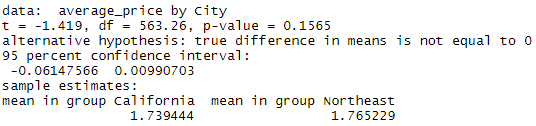 data:  average_price by City
t = -1.419, df = 563.26, p-value = 0.1565
alternative hypothesis: true difference in means is not equal to 0
95 percent confidence interval:
 -0.06147566  0.00990703
sample estimates:
mean in group California  mean in group Northeast
                1.739444                 1.765229